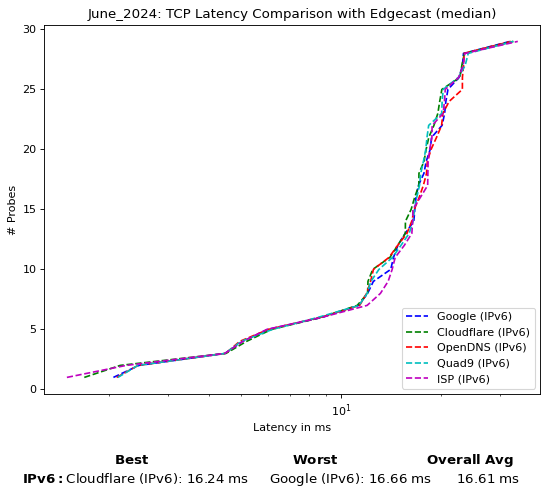 June_2024: TCP Latency Comparison with Edgecast (median)
30
25
20
15
10
5
0
# Probes
Google (IPv6)
Cloudflare (IPv6)
OpenDNS (IPv6)
Quad9 (IPv6)
ISP (IPv6)
10¹
Latency in ms
Best Worst Overall Avg
IPv6: Cloudflare (IPv6): 16.24 ms Google (IPv6): 16.66 ms 16.61 ms